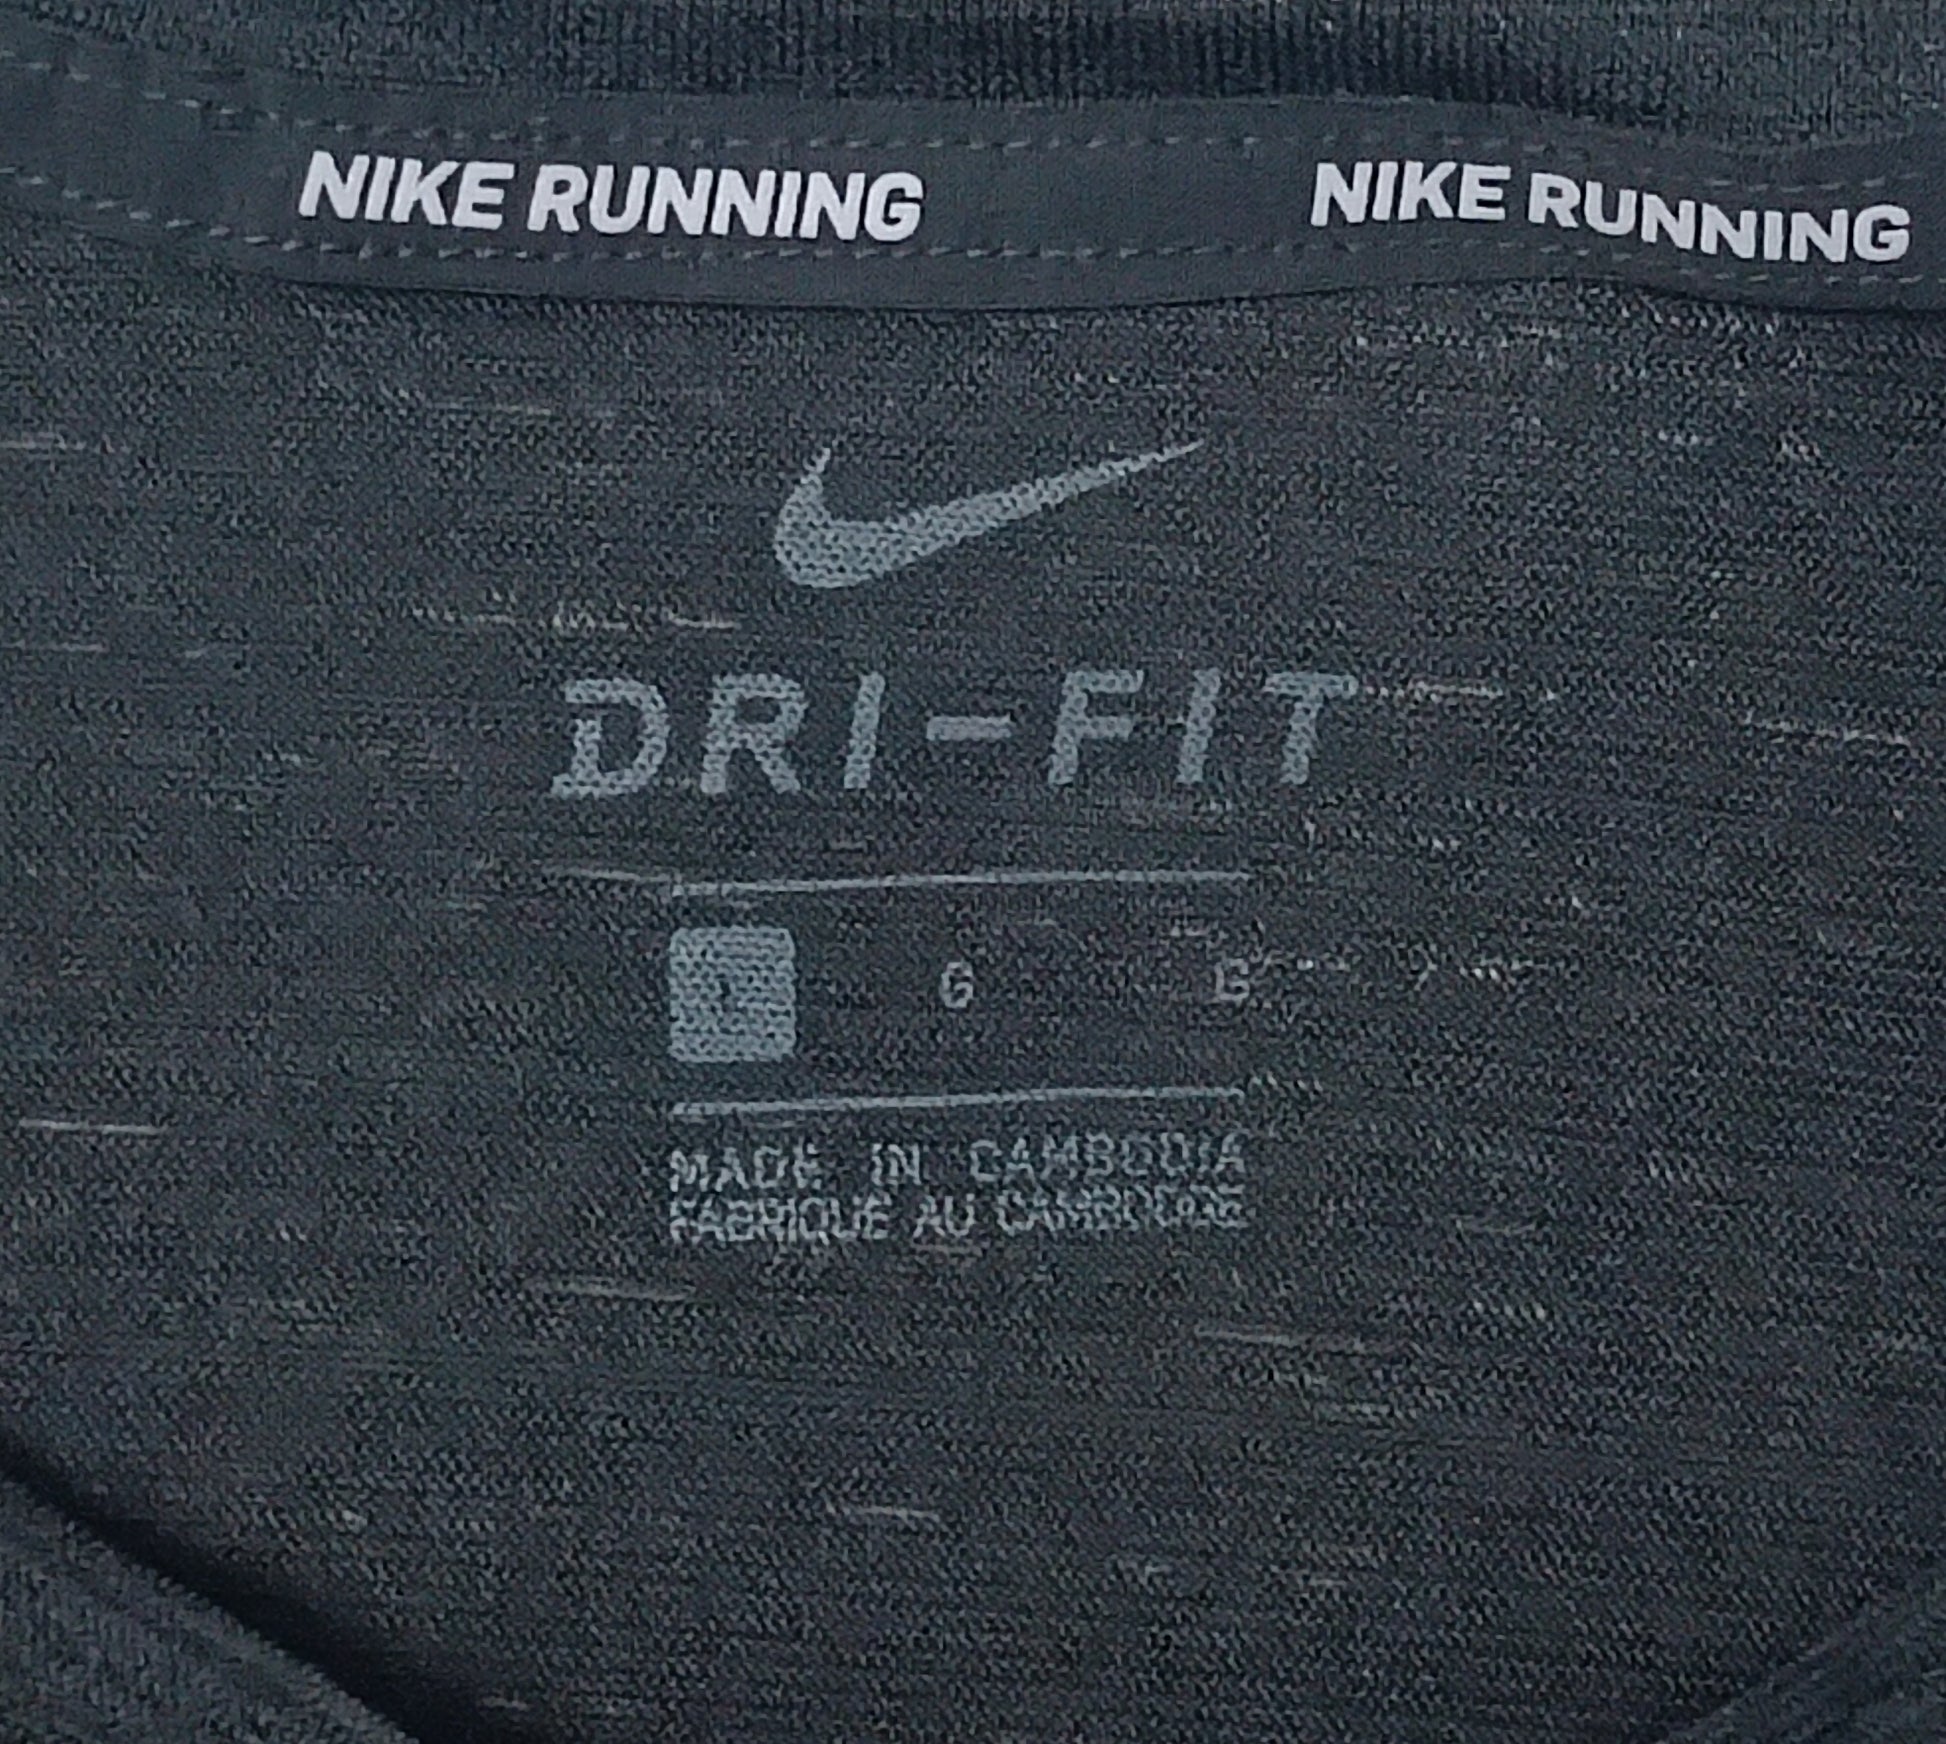 NIKE RUNNING NIKE RUNNING
DRI-FIT
G G
MADE IN CAMBODIA
FABRIQUE AU CAMBODGE